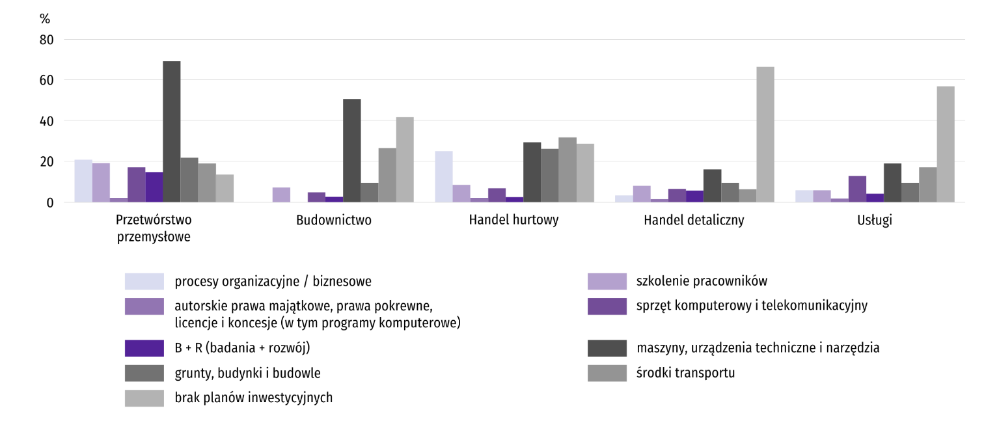 %
80
60
40
20
0
Przetwórstwo
przemysłowe
Budownictwo
Handel hurtowy
Handel detaliczny
Usługi
procesy organizacyjne / biznesowe
szkolenie pracowników
autorskie prawa majątkowe, prawa pokrewne,
licencje i koncesje (w tym programy komputerowe)
sprzęt komputerowy i telekomunikacyjny
B + R (badania + rozwój)
maszyny, urządzenia techniczne i narzędzia
grunty, budynki i budowle
środki transportu
brak planów inwestycyjnych